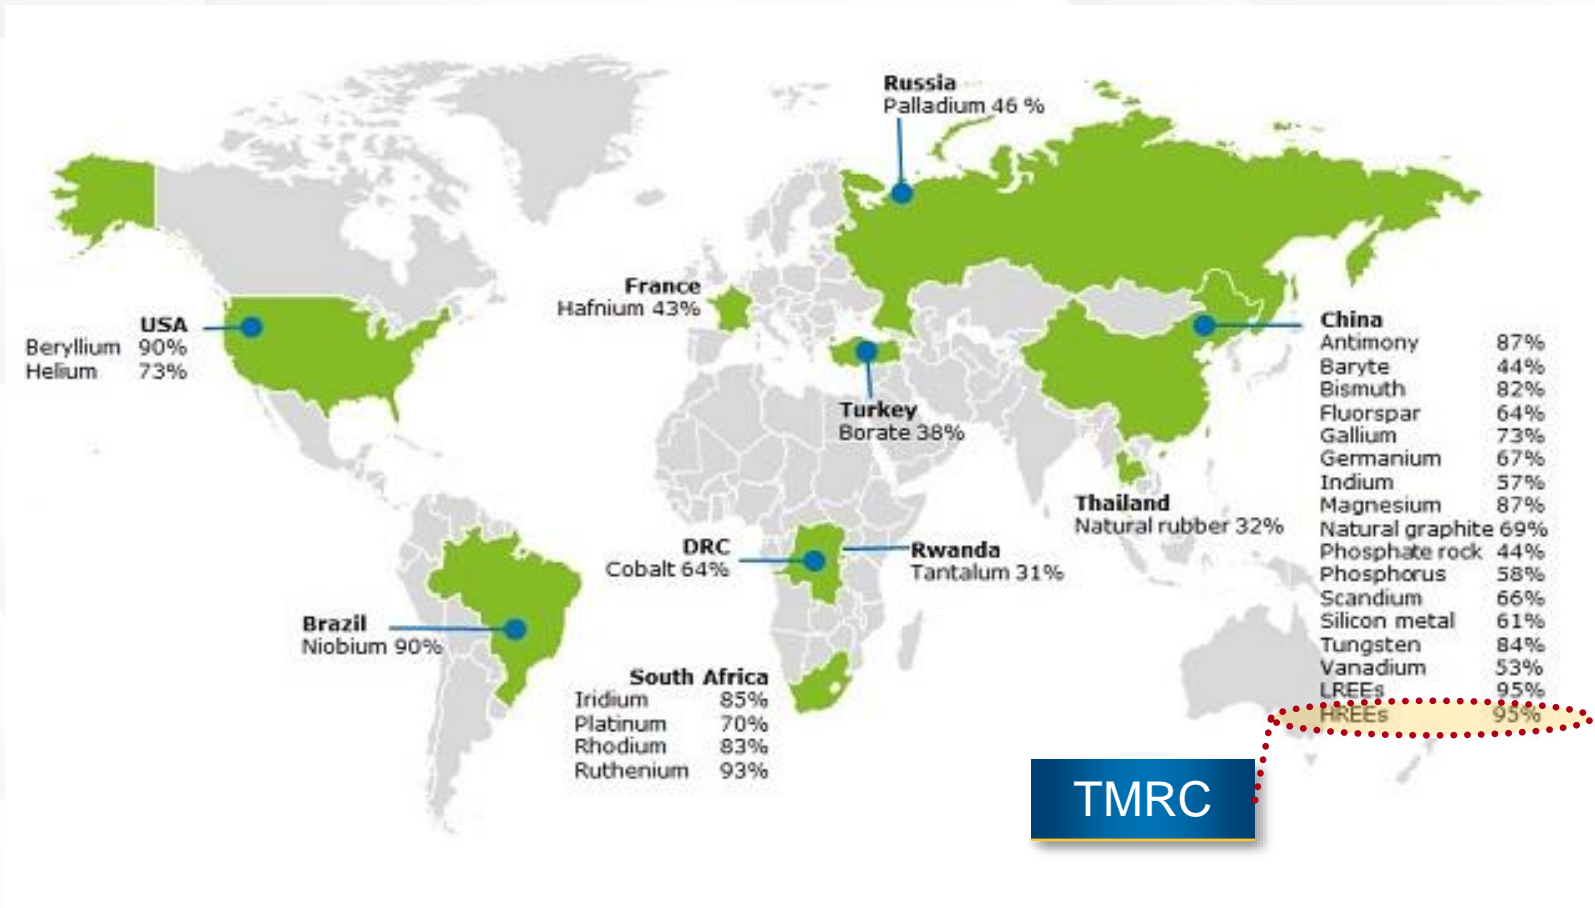 Russia
Palladium 46 %
France
Hafnium 43%
USA
Beryllium 90%
Helium 73%
Turkey
Borate 38%
China
Antimony 87%
Baryte 44%
Bismuth 82%
Fluorspar 64%
Gallium 73%
Germanium 67%
Indium 57%
Magnesium 87%
Natural graphite 69%
Phosphate rock 44%
Phosphorus 58%
Scandium 66%
Silicon metal 61%
Tungsten 84%
Vanadium 53%
LREEs 95%
HREEs 95%
Thailand
Natural rubber 32%
DRC
Cobalt 64%
Rwanda
Tantalum 31%
Brazil
Niobium 90%
South Africa
Iridium 85%
Platinum 70%
Rhodium 83%
Ruthenium 93%
TMRC